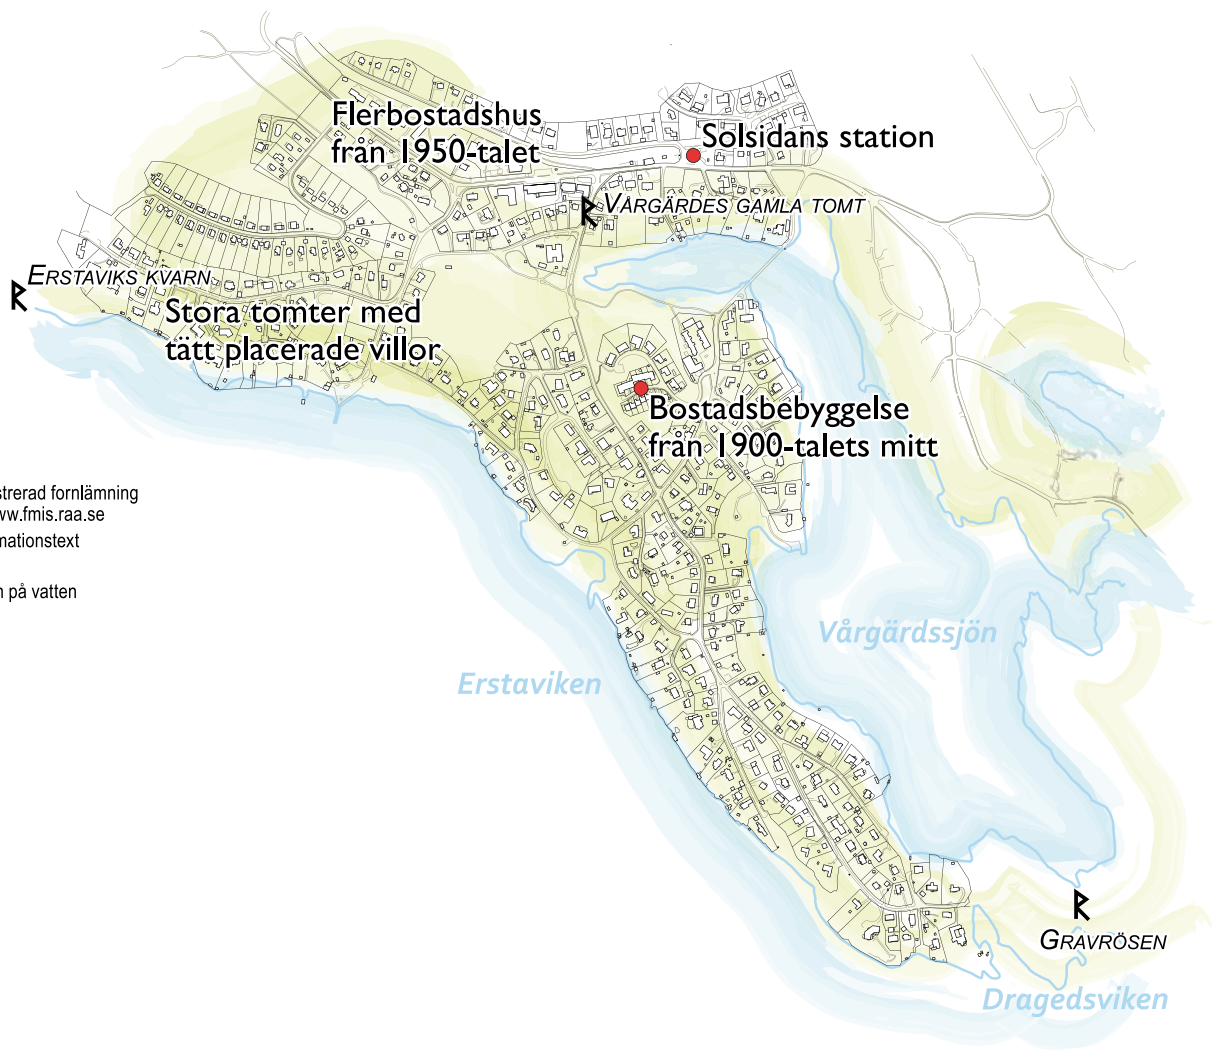 Flerbostadshus
från 1950-talet
Solsidans station
VÅRGÄRDES GAMLA TOMT
ERSTAVIKS KVARN
Stora tomter med
tätt placerade villor
Bostadsbebyggelse
från 1900-talets mitt
strerad fornlämning
ww.fmis.raa.se
mationstext
n på vatten
Vårgärdssjön
Erstaviken
GRAVRÖSEN
Dragedsviken